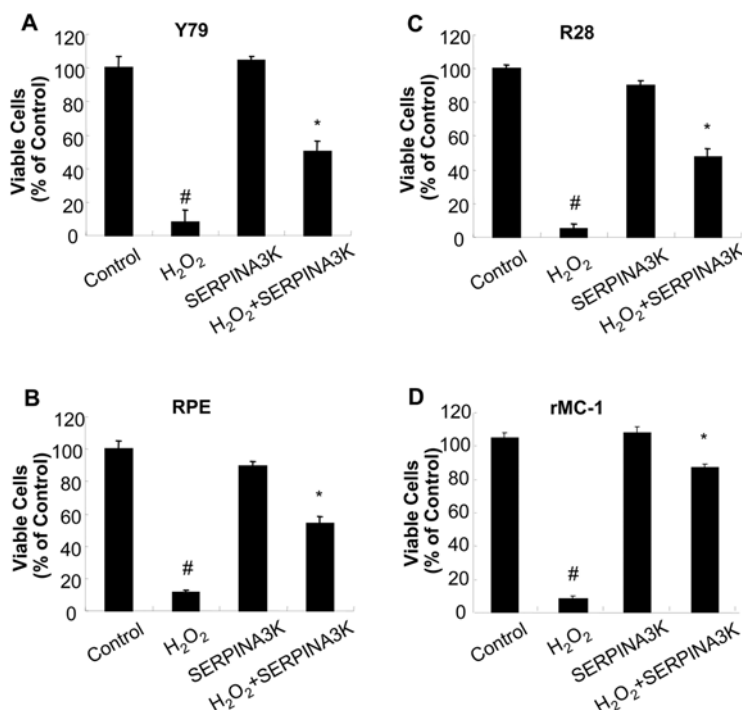 A
Y79
Viable Cells
(% of Control)
120
100
80
60
40
20
0
#
*
Control
H₂O₂
SERPINA3K
H₂O₂+SERPINA3K
C
R28
Viable Cells
(% of Control)
120
100
80
60
40
20
0
#
*
Control
H₂O₂
SERPINA3K
H₂O₂+SERPINA3K
B
RPE
Viable Cells
(% of Control)
120
100
80
60
40
20
0
#
*
Control
H₂O₂
SERPINA3K
H₂O₂+SERPINA3K
D
rMC-1
Viable Cells
(% of Control)
120
100
80
60
40
20
0
#
*
Control
H₂O₂
SERPINA3K
H₂O₂+SERPINA3K